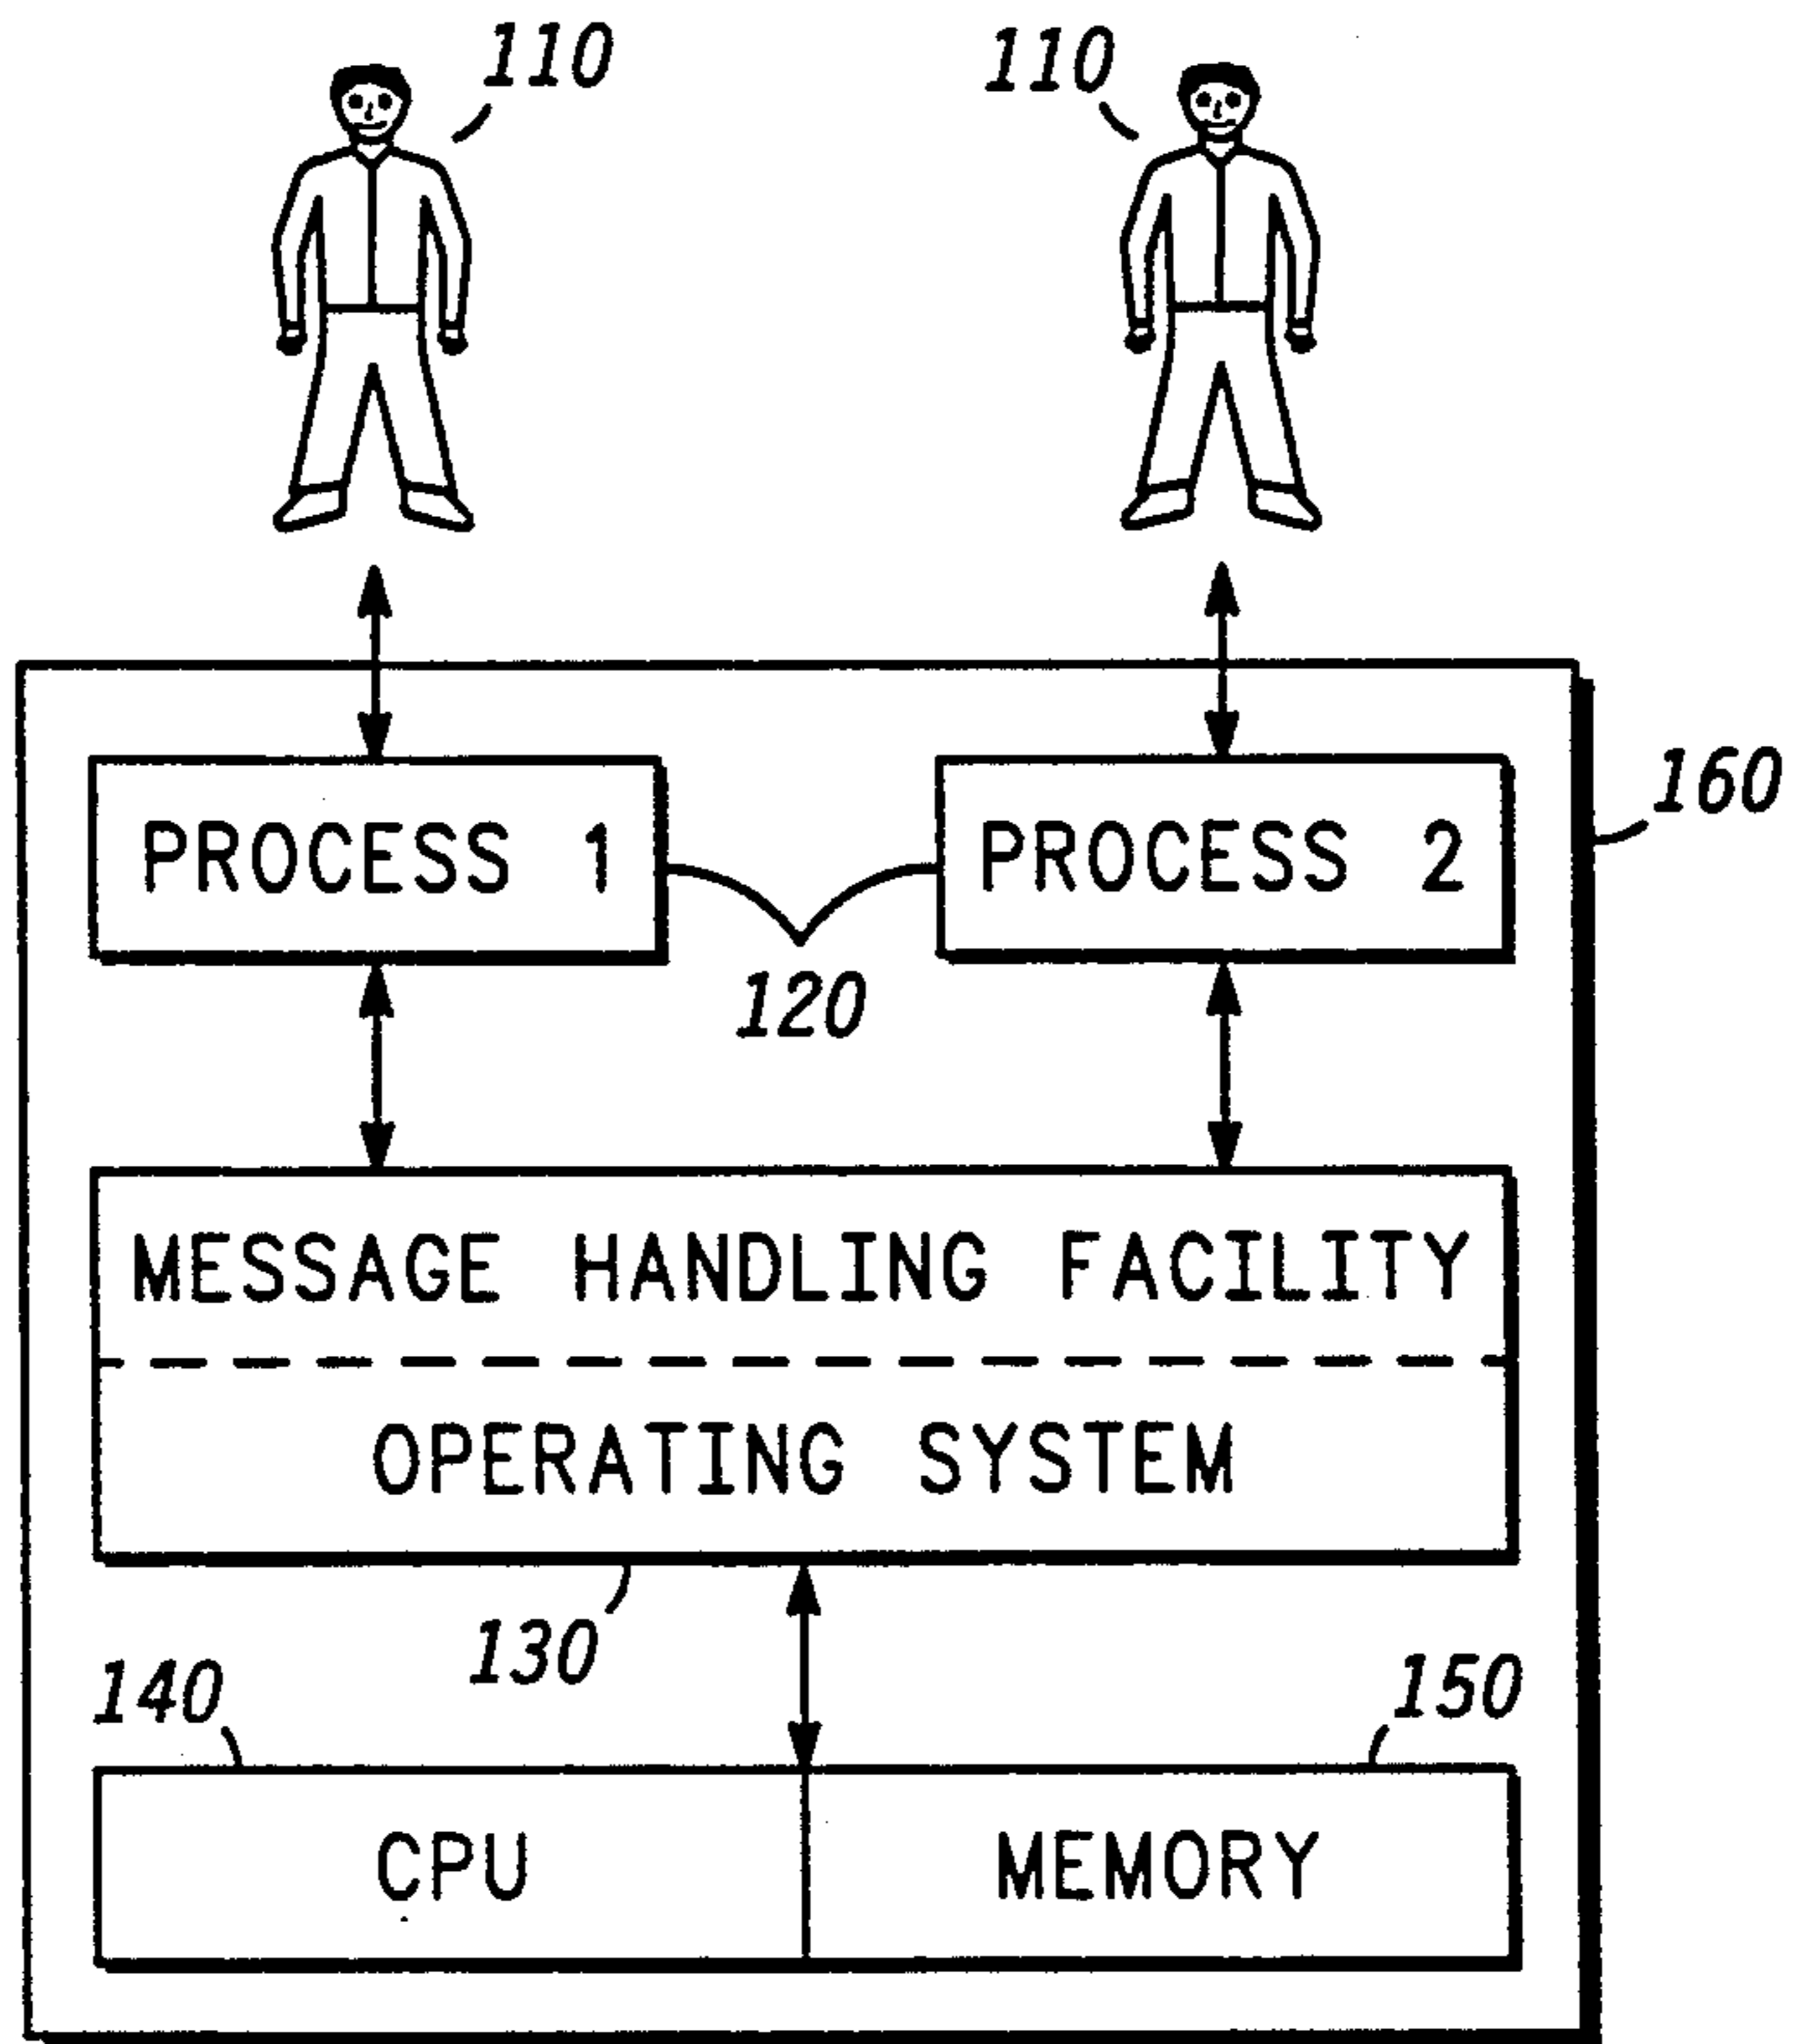 110
110
160
PROCESS 1
PROCESS 2
120
MESSAGE HANDLING FACILITY
OPERATING SYSTEM
130
140
150
CPU
MEMORY